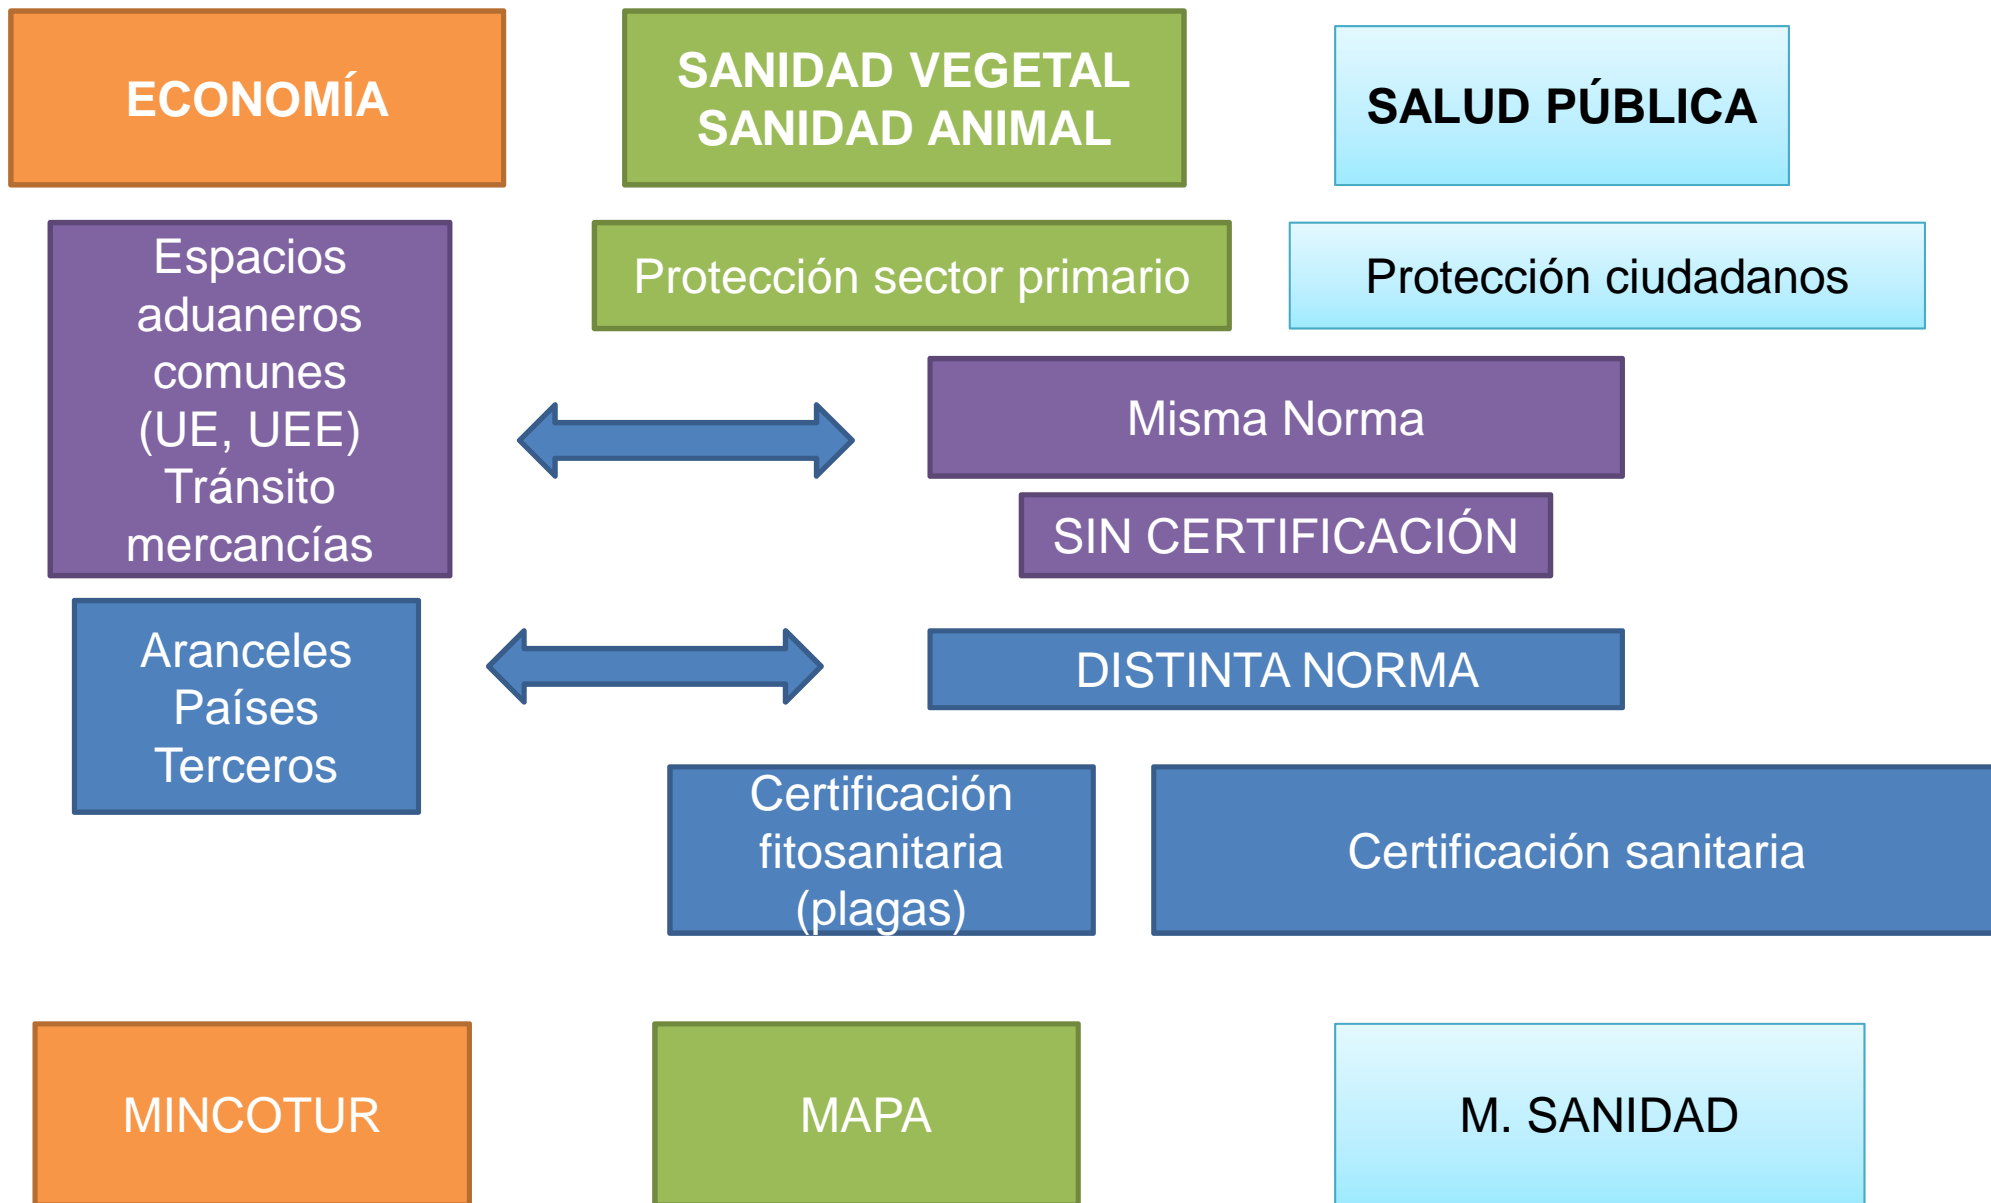 ECONOMÍA
SANIDAD VEGETAL
SANIDAD ANIMAL
SALUD PÚBLICA
Espacios
aduaneros
comunes
(UE, UEE)
Tránsito
mercancías
Protección sector primario
Protección ciudadanos
Misma Norma
SIN CERTIFICACIÓN
Aranceles
Países
Terceros
DISTINTA NORMA
Certificación
fitosanitaria
(plagas)
Certificación sanitaria
MINCOTUR
MAPA
M. SANIDAD